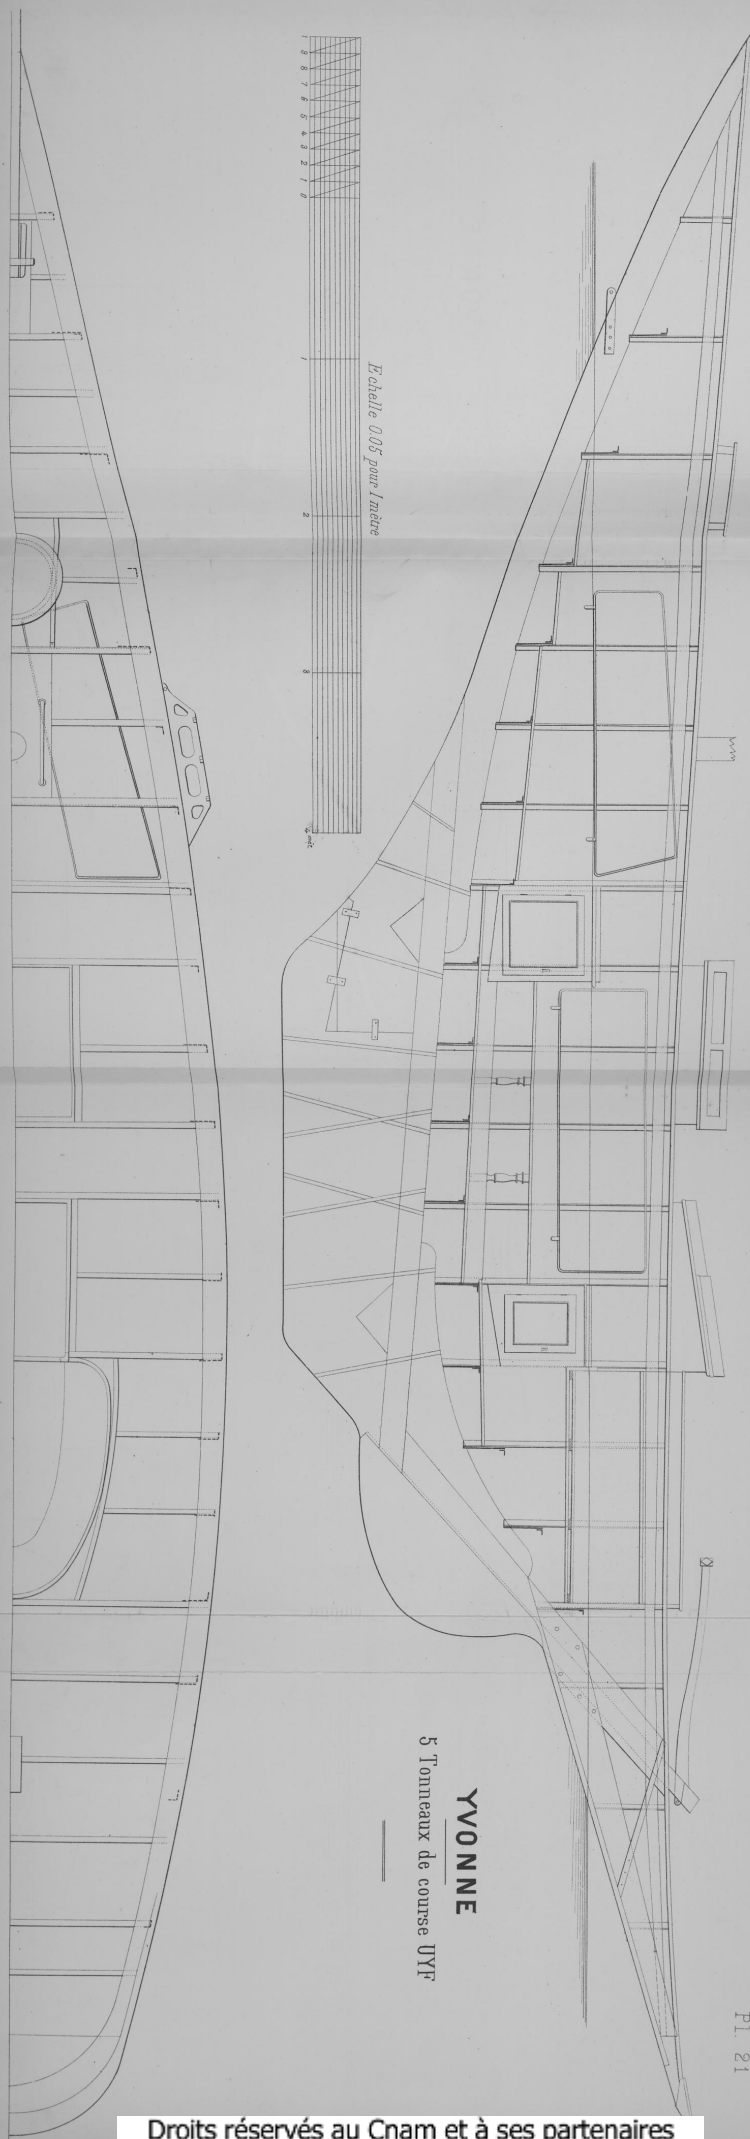 Pl. 21
YVONNE
5 Tonneaux de course UYF
Echelle 0.05 pour 1 mètre
1 9 8 7 6 5 4 3 2 1 0
1
2
3
4 mèt.
Droits réservés au Cnam et à ses partenaires